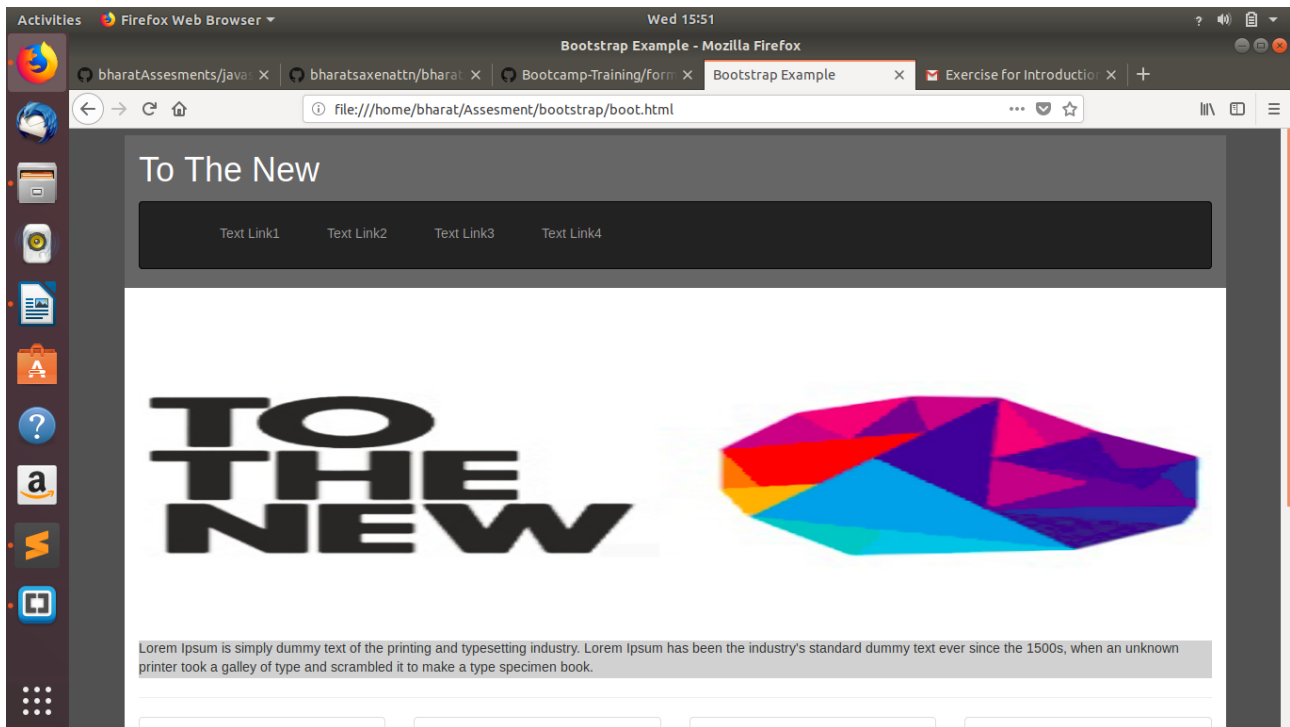 Activities Firefox Web Browser Wed 15:51
Bootstrap Example - Mozilla Firefox
bharatAssesments/javas bharatsaxenattn/bharat Bootcamp-Training/form Bootstrap Example Exercise for Introduction
file:///home/bharat/Assesment/bootstrap/boot.html
To The New
Text Link1 Text Link2 Text Link3 Text Link4
TO
THE
NEW
Lorem Ipsum is simply dummy text of the printing and typesetting industry. Lorem Ipsum has been the industry's standard dummy text ever since the 1500s, when an unknown
printer took a galley of type and scrambled it to make a type specimen book.